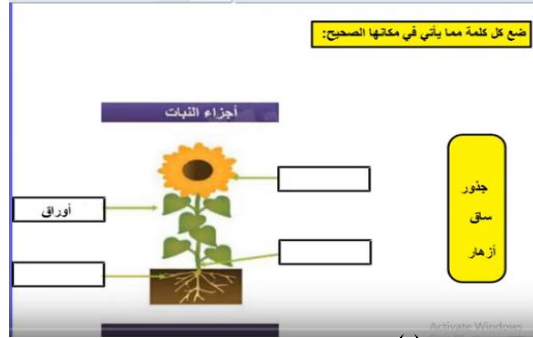 ضع كل كلمة مما يأتي في مكانها الصحيح:
أجزاء النبات
جذور
ساق
أزهار
أوراق
Activate Windows